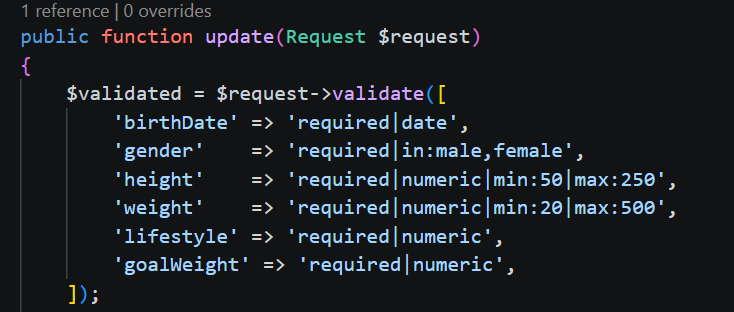 1 reference | 0 overrides
public function update(Request $request)
{
    $validated = $request->validate([
        'birthDate' => 'required|date',
        'gender'    => 'required|in:male,female',
        'height'    => 'required|numeric|min:50|max:250',
        'weight'    => 'required|numeric|min:20|max:500',
        'lifestyle' => 'required|numeric',
        'goalWeight' => 'required|numeric',
    ]);